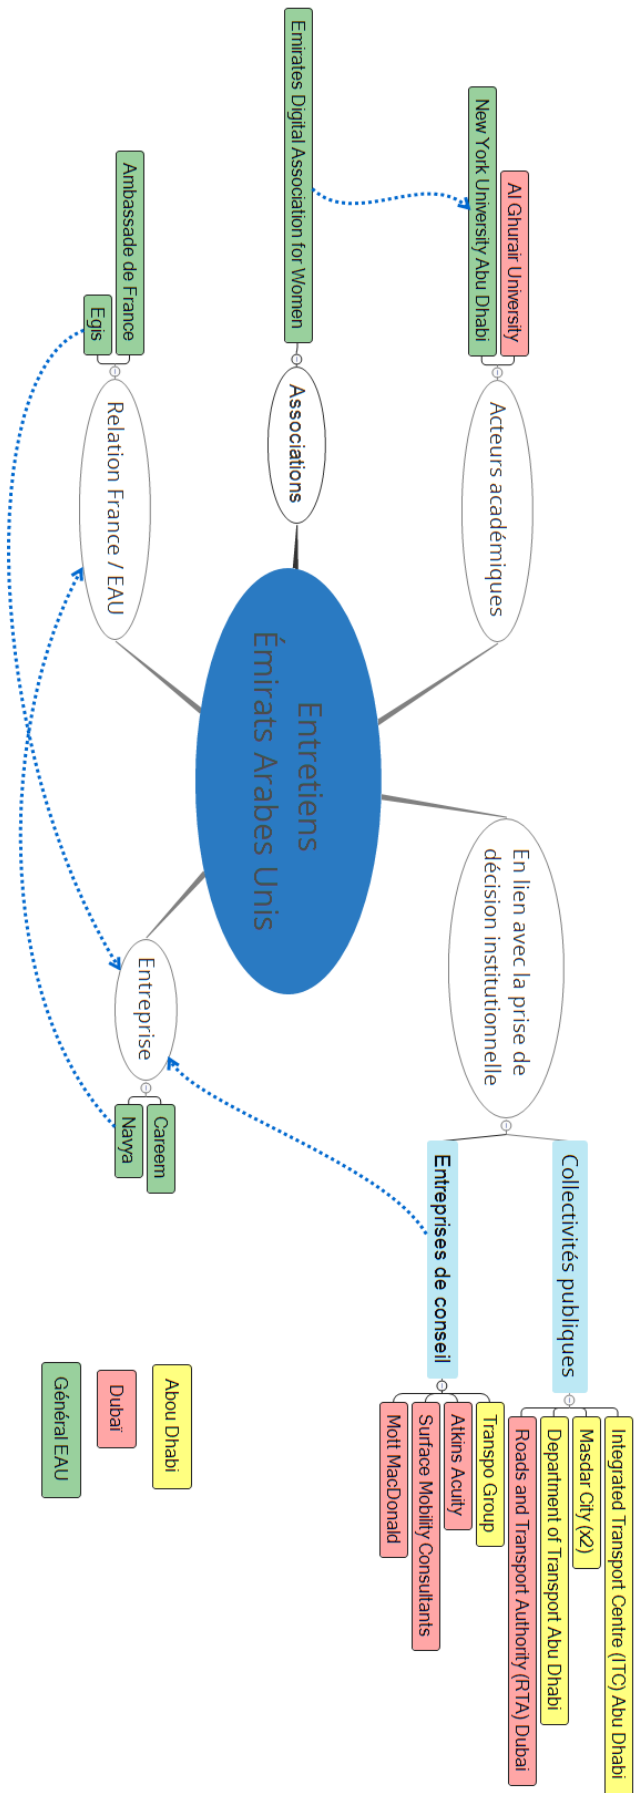 Entretiens
Émirats Arabes Unis
En lien avec la prise de
décision institutionnelle
Collectivités publiques
Integrated Transport Centre (ITC) Abu Dhabi
Masdar City (x2)
Department of Transport Abu Dhabi
Roads and Transport Authority (RTA) Dubai
Entreprises de conseil
Transpo Group
Atkins Acuity
Surface Mobility Consultants
Mott MacDonald
Entreprise
Careem
Navya
Acteurs académiques
Al Ghurair University
New York University Abu Dhabi
Associations
Emirates Digital Association for Women
Relation France / EAU
Ambassade de France
Egis
Abou Dhabi
Dubaï
Général EAU